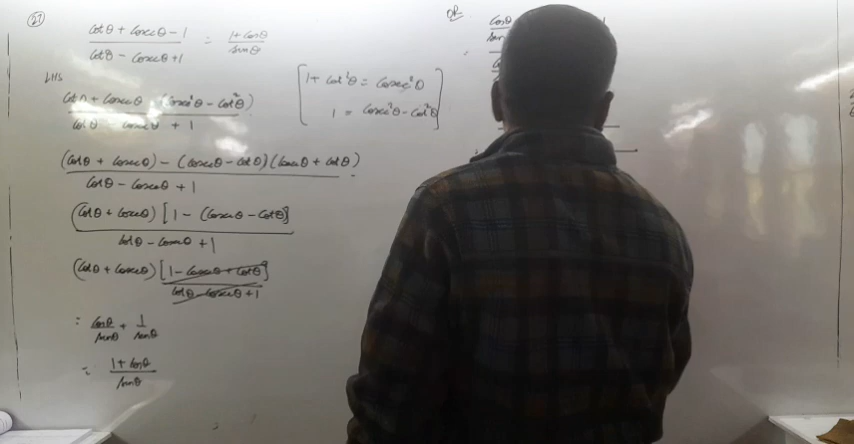 27
cotθ + cosecθ - 1 / cotθ - cosecθ + 1 = 1 + cosθ / sinθ
LHS
[1 + cot²θ = cosec²θ
1 = cosec²θ - cot²θ]
cotθ + cosecθ - (cosec²θ - cot²θ) / cotθ - cosecθ + 1
(cotθ + cosecθ) - (cosecθ - cotθ)(cosecθ + cotθ) / cotθ - cosecθ + 1
(cotθ + cosecθ) [1 - (cosecθ - cotθ)] / cotθ - cosecθ + 1
(cotθ + cosecθ) [1 - cosecθ + cotθ] / cotθ - cosecθ + 1
= cosθ / sinθ + 1 / sinθ
= 1 + cosθ / sinθ
OR
cosθ